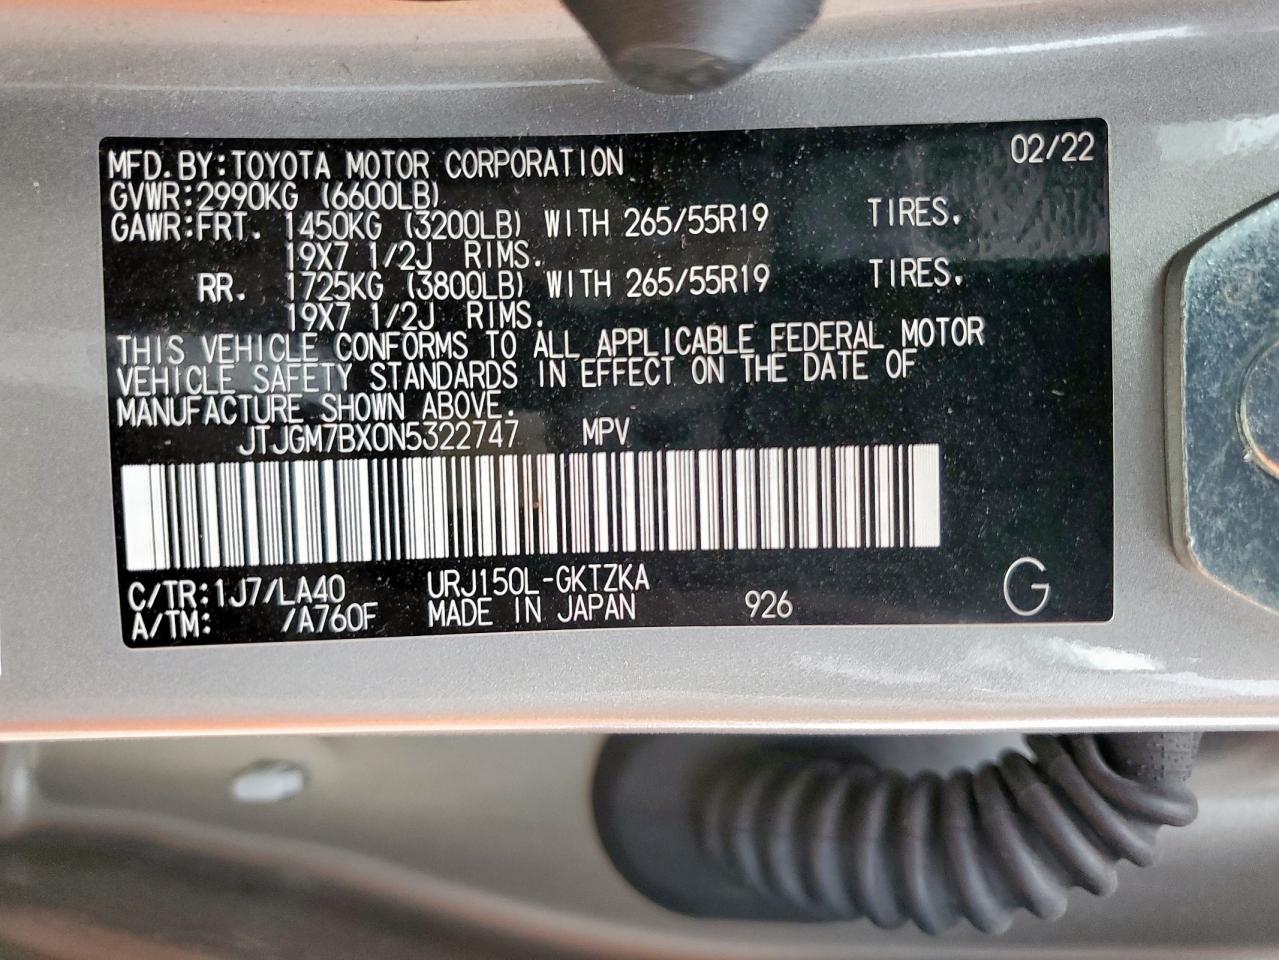 MFD.BY:TOYOTA MOTOR CORPORATION 02/22
GVWR:2990KG (6600LB)
GAWR:FRT. 1450KG (3200LB) WITH 265/55R19 TIRES.
19X7 1/2J RIMS.
RR. 1725KG (3800LB) WITH 265/55R19 TIRES.
19X7 1/2J RIMS.
THIS VEHICLE CONFORMS TO ALL APPLICABLE FEDERAL MOTOR
VEHICLE SAFETY STANDARDS IN EFFECT ON THE DATE OF
MANUFACTURE SHOWN ABOVE.
JTJGM7BX0N5322747 MPV
C/TR:1J7/LA40 URJ150L-GKTZKA
A/TM: /A760F MADE IN JAPAN 926 G